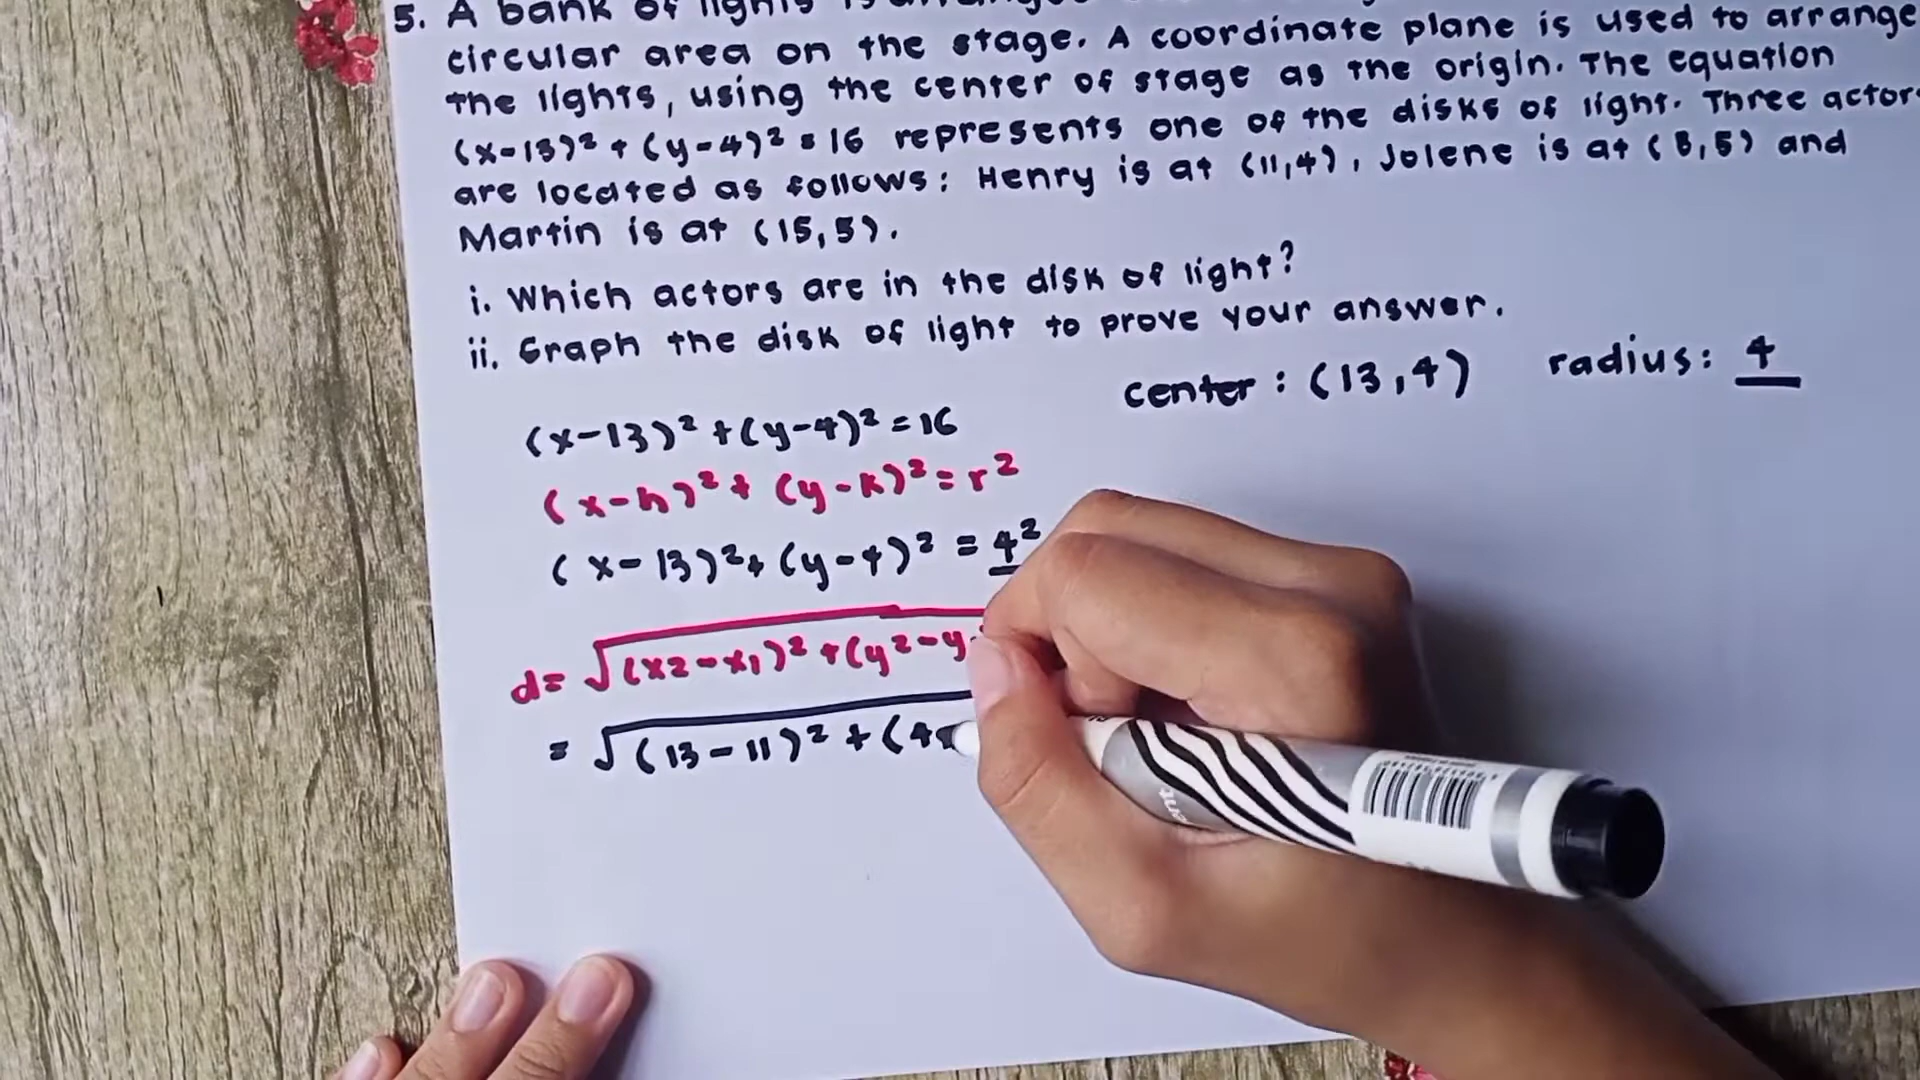 5. A bank of lights is
circular area on the stage. A coordinate plane is used to arrange
the lights, using the center of stage as the origin. The equation
(x-13)² + (y-4)² = 16 represents one of the disks of light. Three actors
are located as follows: Henry is at (11,4), Jolene is at (8,5) and
Martin is at (15,5).
i. Which actors are in the disk of light?
ii. Graph the disk of light to prove your answer.
center : (13,4) radius: 4
(x-13)² + (y-4)² = 16
(x-h)² + (y-k)² = r²
(x-13)² + (y-4)² = 4²
d= √(x2-x1)² + (y2-y
= √(13-11)² + (4-